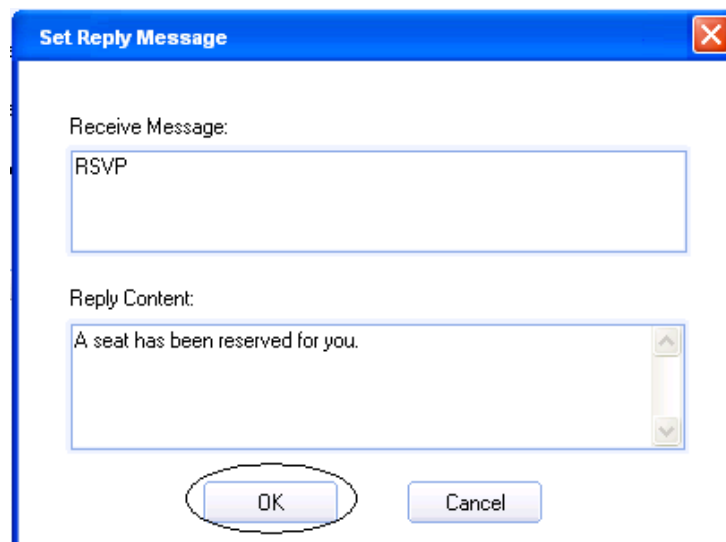 Set Reply Message
Receive Message:
RSVP
Reply Content:
A seat has been reserved for you.
OK
Cancel